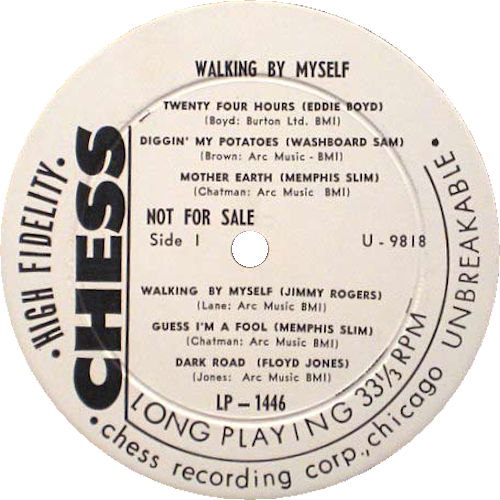 WALKING BY MYSELF
TWENTY FOUR HOURS (EDDIE BOYD)
(Boyd: Burton Ltd. BMI)
DIGGIN' MY POTATOES (WASHBOARD SAM)
(Brown: Arc Music - BMI)
MOTHER EARTH (MEMPHIS SLIM)
(Chatman: Arc Music BMI)
NOT FOR SALE
Side I
U - 9818
WALKING BY MYSELF (JIMMY ROGERS)
(Lane: Arc Music BMI)
GUESS I'M A FOOL (MEMPHIS SLIM)
(Chatman: Arc Music BMI)
DARK ROAD (FLOYD JONES)
(Jones: Arc Music BMI)
LP - 1446
CHESS
· HIGH FIDELITY ·
LONG PLAYING 33⅓ RPM
· chess recording corp., chicago UNBREAKABLE ·